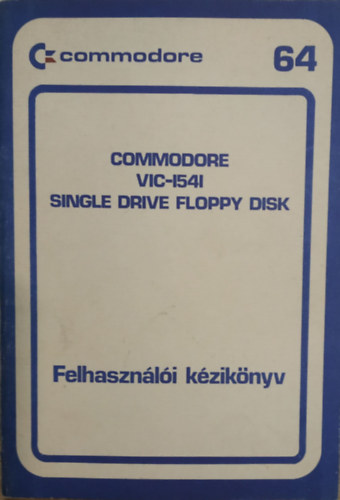 commodore 64
COMMODORE
VIC-1541
SINGLE DRIVE FLOPPY DISK
Felhasználói kézikönyv